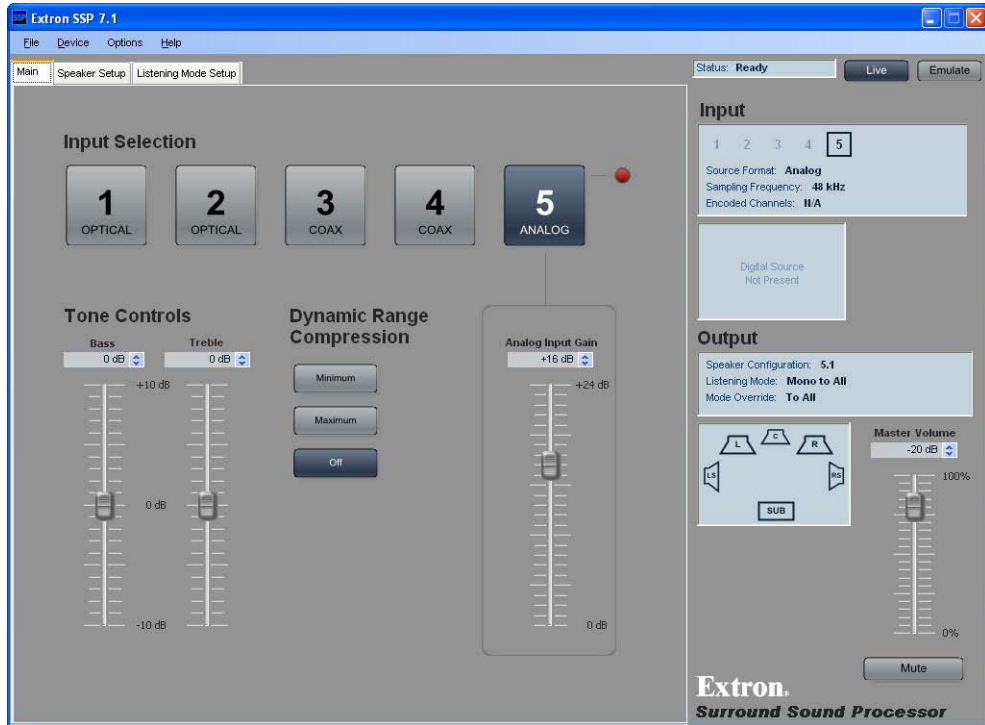 SSP Extron SSP 7.1
File Device Options Help
Main Speaker Setup Listening Mode Setup
Status: Ready
Live
Emulate
Input Selection
1
OPTICAL
2
OPTICAL
3
COAX
4
COAX
5
ANALOG
Tone Controls
Bass
0 dB
Treble
0 dB
+10 dB
0 dB
-10 dB
Dynamic Range
Compression
Minimum
Maximum
Off
Analog Input Gain
+16 dB
+24 dB
0 dB
Input
1 2 3 4 5
Source Format: Analog
Sampling Frequency: 48 kHz
Encoded Channels: N/A
Digital Source
Not Present
Output
Speaker Configuration: 5.1
Listening Mode: Mono to All
Mode Override: To All
L C R
LS RS
SUB
Master Volume
-20 dB
100%
0%
Mute
Extron.
Surround Sound Processor